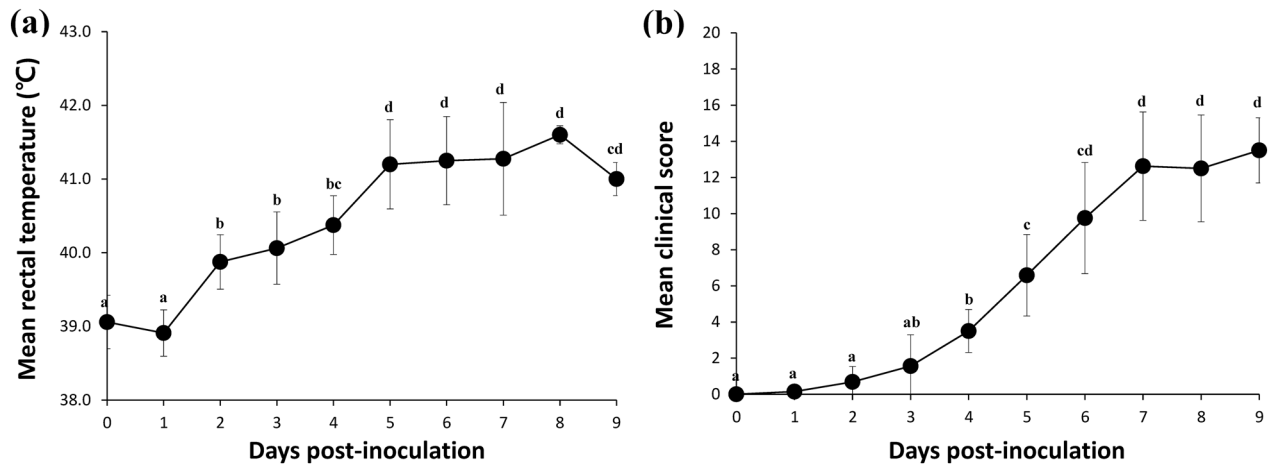 (a)
43.0
42.0
41.0
40.0
39.0
38.0
Mean rectal temperature (℃)
a a b b bc d d d d cd
0 1 2 3 4 5 6 7 8 9
Days post-inoculation
(b)
20
18
16
14
12
10
8
6
4
2
0
Mean clinical score
a a a ab b c cd d d d
0 1 2 3 4 5 6 7 8 9
Days post-inoculation